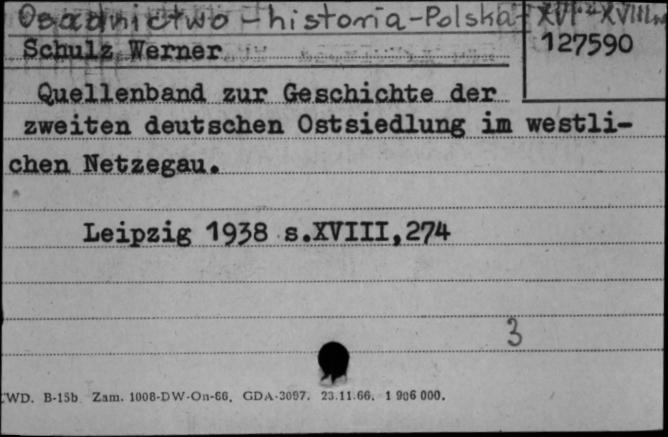 Osadnictwo - historia - Polska - XVI - XVIII w
Schulz Werner
127590
Quellenband zur Geschichte der
zweiten deutschen Ostsiedlung im westli-
chen Netzegau.
Leipzig 1938 s.XVIII,274
3
WD. B-15b Zam. 1008-DW-On-66. GDA-3097. 23.11.66. 1 906 000.